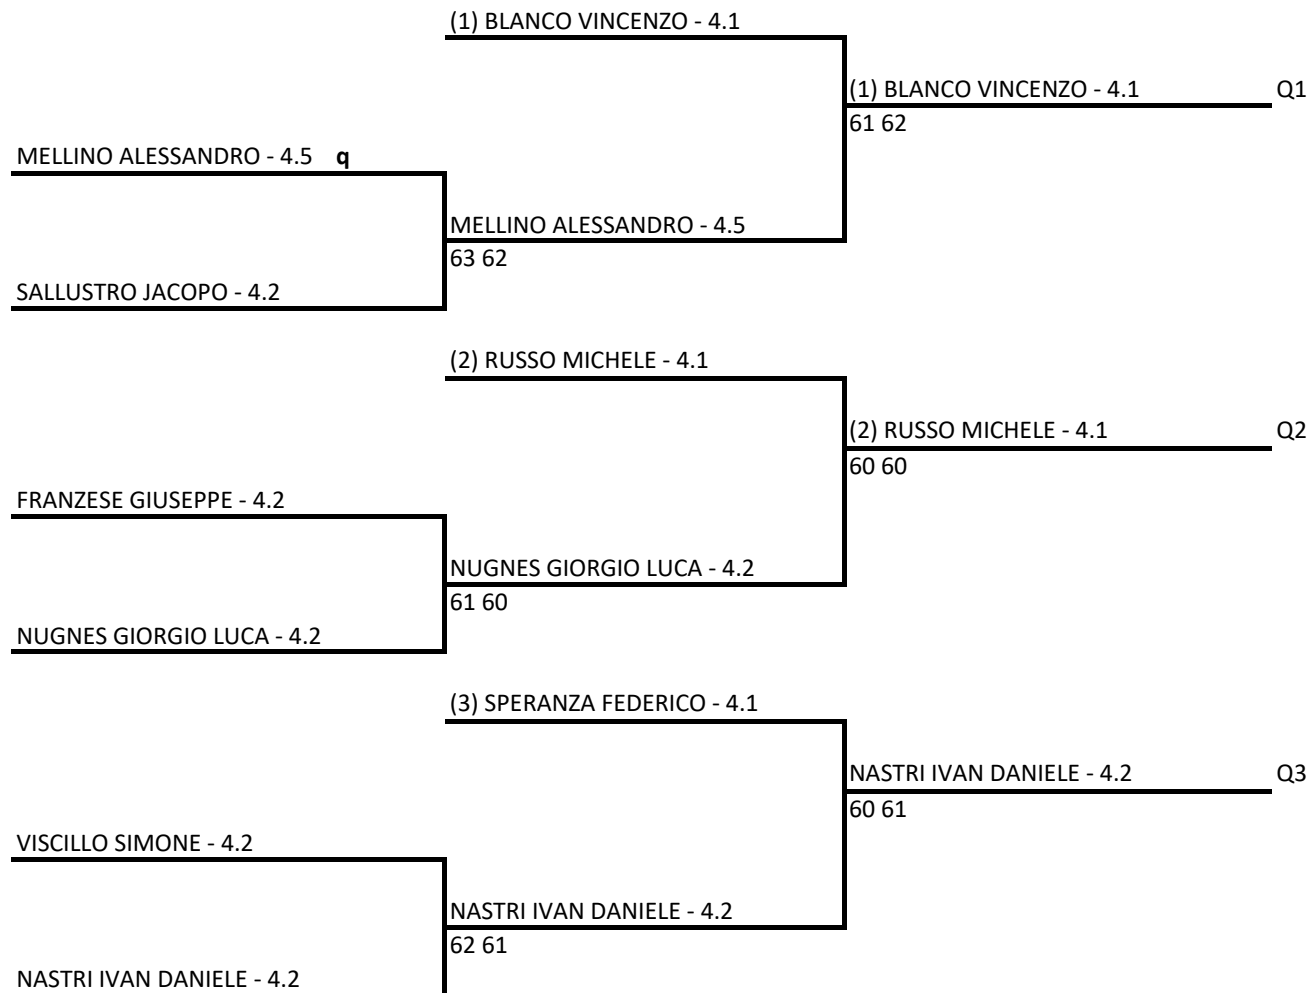 (1) BLANCO VINCENZO - 4.1
(1) BLANCO VINCENZO - 4.1 Q1
61 62
MELLINO ALESSANDRO - 4.5 q
MELLINO ALESSANDRO - 4.5
63 62
SALLUSTRO JACOPO - 4.2
(2) RUSSO MICHELE - 4.1
(2) RUSSO MICHELE - 4.1 Q2
60 60
FRANZESE GIUSEPPE - 4.2
NUGNES GIORGIO LUCA - 4.2
61 60
NUGNES GIORGIO LUCA - 4.2
(3) SPERANZA FEDERICO - 4.1
NASTRI IVAN DANIELE - 4.2 Q3
60 61
VISCILLO SIMONE - 4.2
NASTRI IVAN DANIELE - 4.2
62 61
NASTRI IVAN DANIELE - 4.2